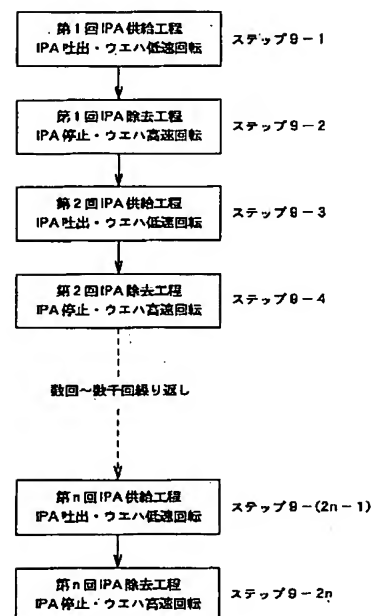 第1回IPA供給工程
IPA吐出・ウエハ低速回転
ステップ9－1
第1回IPA除去工程
IPA停止・ウエハ高速回転
ステップ9－2
第2回IPA供給工程
IPA吐出・ウエハ低速回転
ステップ9－3
第2回IPA除去工程
IPA停止・ウエハ高速回転
ステップ9－4
数回～数千回繰り返し
第n回IPA供給工程
IPA吐出・ウエハ低速回転
ステップ9－(2n－1)
第n回IPA除去工程
IPA停止・ウエハ高速回転
ステップ9－2n